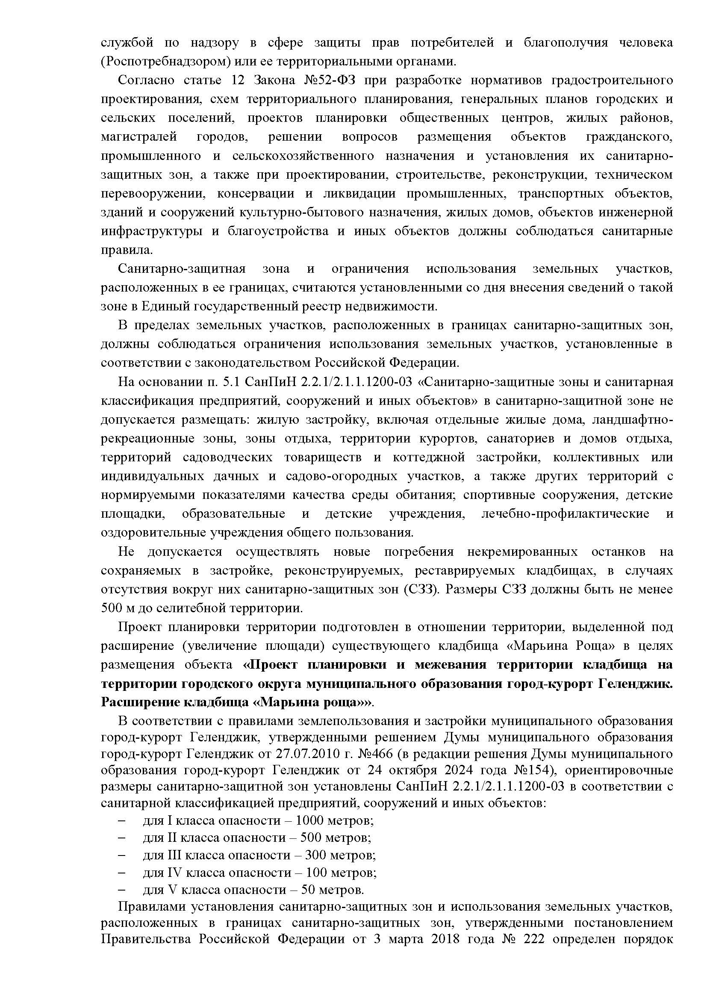 службой по надзору в сфере защиты прав потребителей и благополучия человека
(Роспотребнадзором) или ее территориальными органами.
Согласно статье 12 Закона №52-ФЗ при разработке нормативов градостроительного
проектирования, схем территориального планирования, генеральных планов городских и
сельских поселений, проектов планировки общественных центров, жилых районов,
магистралей городов, решении вопросов размещения объектов гражданского,
промышленного и сельскохозяйственного назначения и установления их санитарно-
защитных зон, а также при проектировании, строительстве, реконструкции, техническом
перевооружении, консервации и ликвидации промышленных, транспортных объектов,
зданий и сооружений культурно-бытового назначения, жилых домов, объектов инженерной
инфраструктуры и благоустройства и иных объектов должны соблюдаться санитарные
правила.
Санитарно-защитная зона и ограничения использования земельных участков,
расположенных в ее границах, считаются установленными со дня внесения сведений о такой
зоне в Единый государственный реестр недвижимости.
В пределах земельных участков, расположенных в границах санитарно-защитных зон,
должны соблюдаться ограничения использования земельных участков, установленные в
соответствии с законодательством Российской Федерации.
На основании п. 5.1 СанПиН 2.2.1/2.1.1.1200-03 «Санитарно-защитные зоны и санитарная
классификация предприятий, сооружений и иных объектов» в санитарно-защитной зоне не
допускается размещать: жилую застройку, включая отдельные жилые дома, ландшафтно-
рекреационные зоны, зоны отдыха, территории курортов, санаториев и домов отдыха,
территорий садоводческих товариществ и коттеджной застройки, коллективных или
индивидуальных дачных и садово-огородных участков, а также других территорий с
нормируемыми показателями качества среды обитания; спортивные сооружения, детские
площадки, образовательные и детские учреждения, лечебно-профилактические и
оздоровительные учреждения общего пользования.
Не допускается осуществлять новые погребения некремированных останков на
сохраняемых в застройке, реконструируемых, реставрируемых кладбищах, в случаях
отсутствия вокруг них санитарно-защитных зон (СЗЗ). Размеры СЗЗ должны быть не менее
500 м до селитебной территории.
Проект планировки территории подготовлен в отношении территории, выделенной под
расширение (увеличение площади) существующего кладбища «Марьина Роща» в целях
размещения объекта «Проект планировки и межевания территории кладбища на
территории городского округа муниципального образования город-курорт Геленджик.
Расширение кладбища «Марьина роща»».
В соответствии с правилами землепользования и застройки муниципального образования
город-курорт Геленджик, утвержденными решением Думы муниципального образования
город-курорт Геленджик от 27.07.2010 г. №466 (в редакции решения Думы муниципального
образования город-курорт Геленджик от 24 октября 2024 года №154), ориентировочные
размеры санитарно-защитной зон установлены СанПиН 2.2.1/2.1.1.1200-03 в соответствии с
санитарной классификацией предприятий, сооружений и иных объектов:
– для I класса опасности – 1000 метров;
– для II класса опасности – 500 метров;
– для III класса опасности – 300 метров;
– для IV класса опасности – 100 метров;
– для V класса опасности – 50 метров.
Правилами установления санитарно-защитных зон и использования земельных участков,
расположенных в границах санитарно-защитных зон, утвержденными постановлением
Правительства Российской Федерации от 3 марта 2018 года № 222 определен порядок